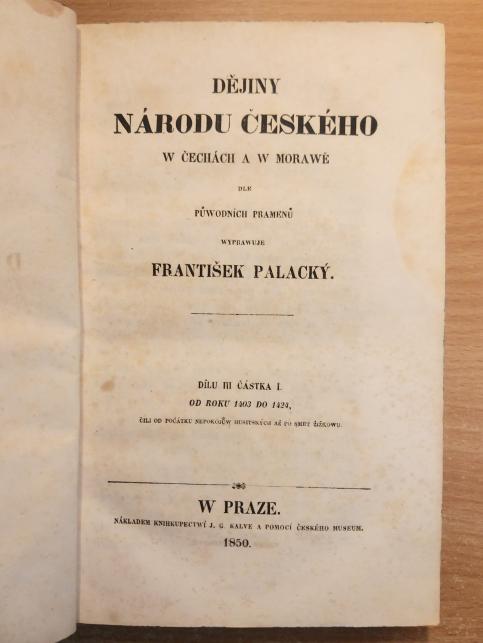 DĚJINY
NÁRODU ČESKÉHO
W ČECHÁCH A W MORAWĚ
DLE
PŮWODNÍCH PRAMENŮ
WYPRAWUJE
FRANTIŠEK PALACKÝ.
DÍLU III ČÁSTKA I.
OD ROKU 1403 DO 1424,
ČILI OD POČÁTKU NEPOKOJŮW HUSITSKÝCH AŽ PO SMRT ŽIŽKOWU.
W PRAZE.
NÁKLADEM KNIHKUPECTWÍ J. G. KALVE A POMOCÍ ČESKÉHO MUSEUM.
1850.